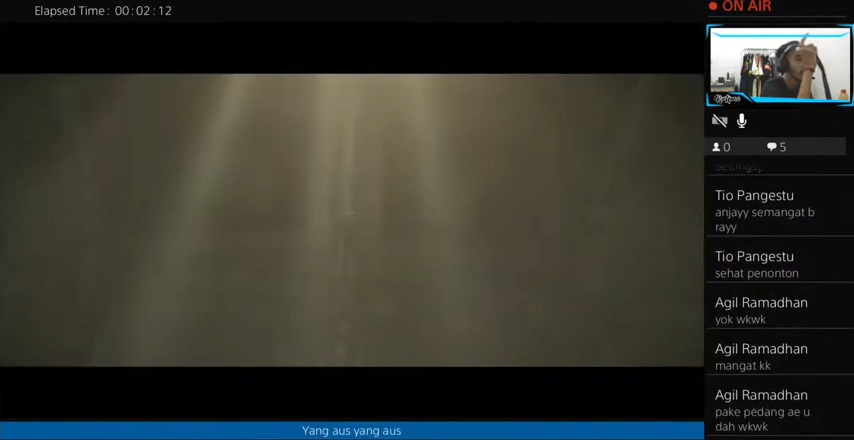 Elapsed Time: 00:02:12
ON AIR
0 5
Tio Pangestu
anjayy semangat b
rayy
Tio Pangestu
sehat penonton
Agil Ramadhan
yok wkwk
Agil Ramadhan
mangat kk
Agil Ramadhan
pake pedang ae u
dah wkwk
Yang aus yang aus